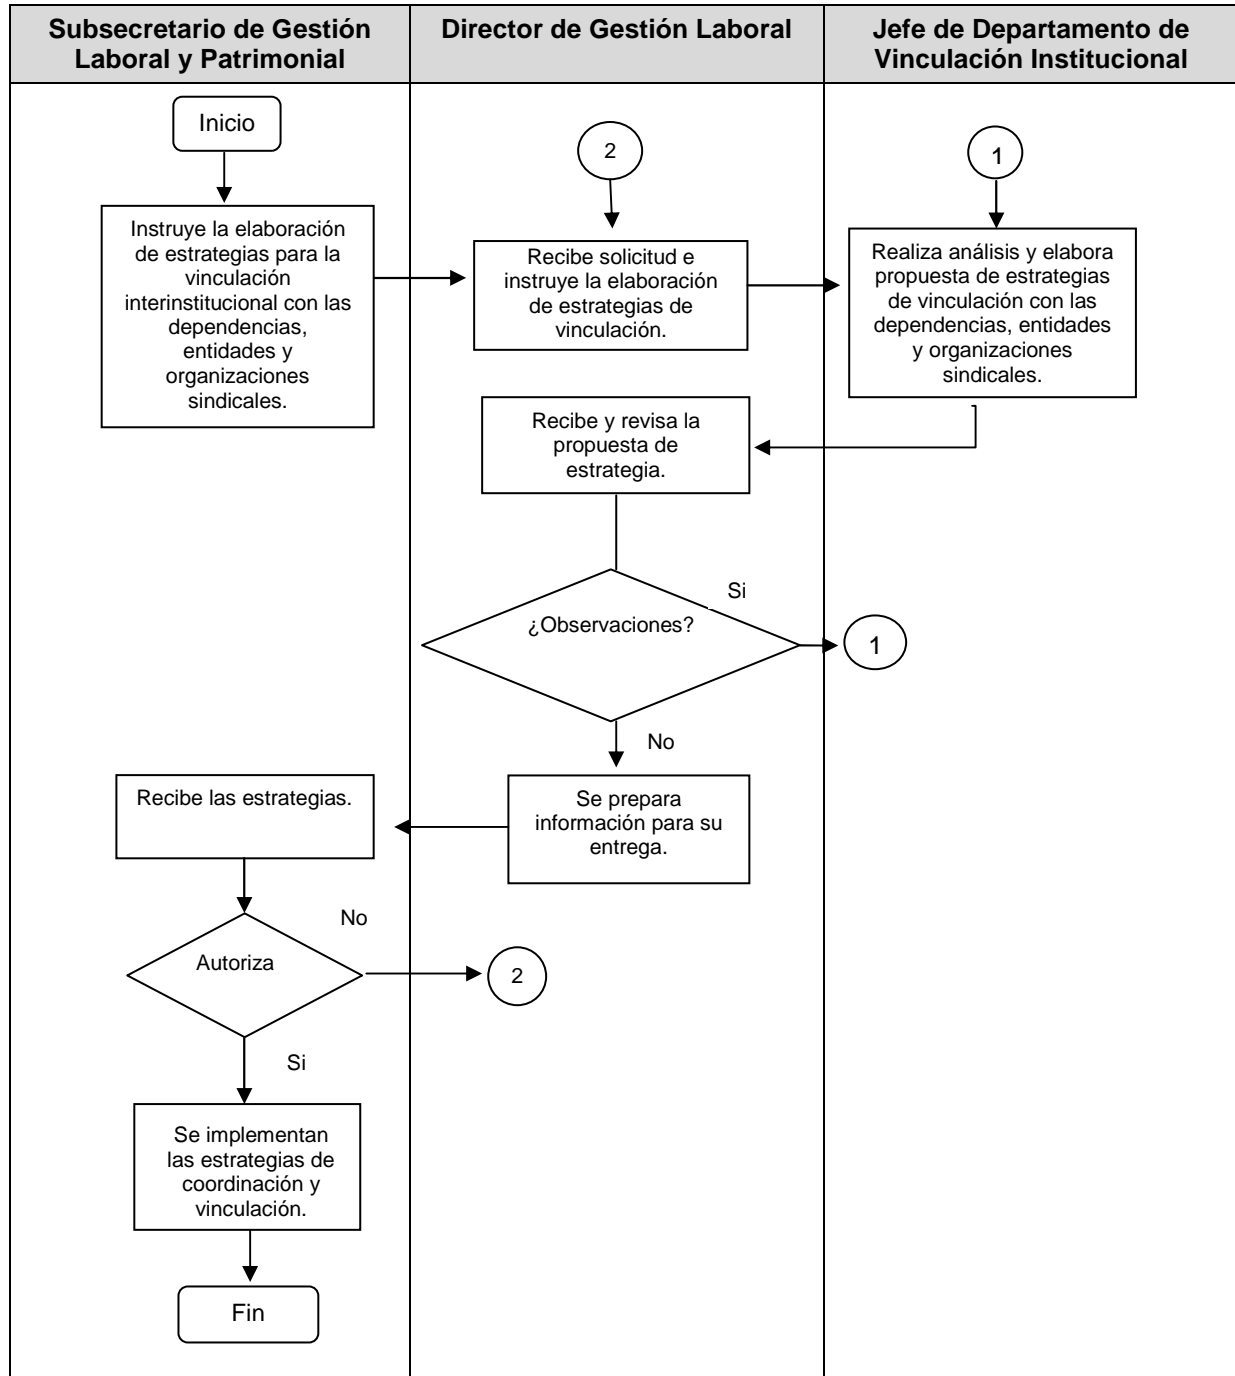 Subsecretario de Gestión
Laboral y Patrimonial
Director de Gestión Laboral
Jefe de Departamento de
Vinculación Institucional
Inicio
2
1
Instruye la elaboración
de estrategias para la
vinculación
interinstitucional con las
dependencias,
entidades y
organizaciones
sindicales.
Recibe solicitud e
instruye la elaboración
de estrategias de
vinculación.
Realiza análisis y elabora
propuesta de estrategias
de vinculación con las
dependencias, entidades
y organizaciones
sindicales.
Recibe y revisa la
propuesta de
estrategia.
Si
¿Observaciones?
1
No
Se prepara
información para su
entrega.
Recibe las estrategias.
No
Autoriza
2
Si
Se implementan
las estrategias de
coordinación y
vinculación.
Fin